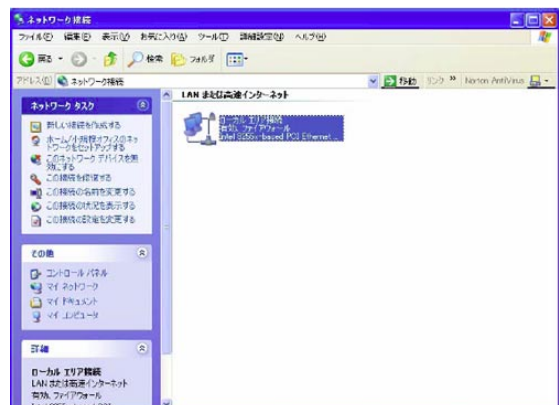 ネットワーク接続
ファイル(F) 編集(E) 表示(V) お気に入り(A) ツール(T) 詳細設定(N) ヘルプ(H)
戻る 検索 フォルダ
アドレス(D) ネットワーク接続 移動 リンク » Norton AntiVirus
ネットワーク タスク
新しい接続を作成する
ホーム/小規模オフィスのネットワークをセットアップする
このネットワーク デバイスを無効にする
この接続を修復する
この接続の名前を変更する
この接続の状況を表示する
この接続の設定を変更する
その他
コントロール パネル
マイ ネットワーク
マイ ドキュメント
マイ コンピュータ
詳細
ローカル エリア接続
LAN または高速インターネット
有効, ファイアウォール
LAN または高速インターネット
ローカル エリア接続
有効, ファイアウォール
Intel 8255x-based PCI Ethernet ...